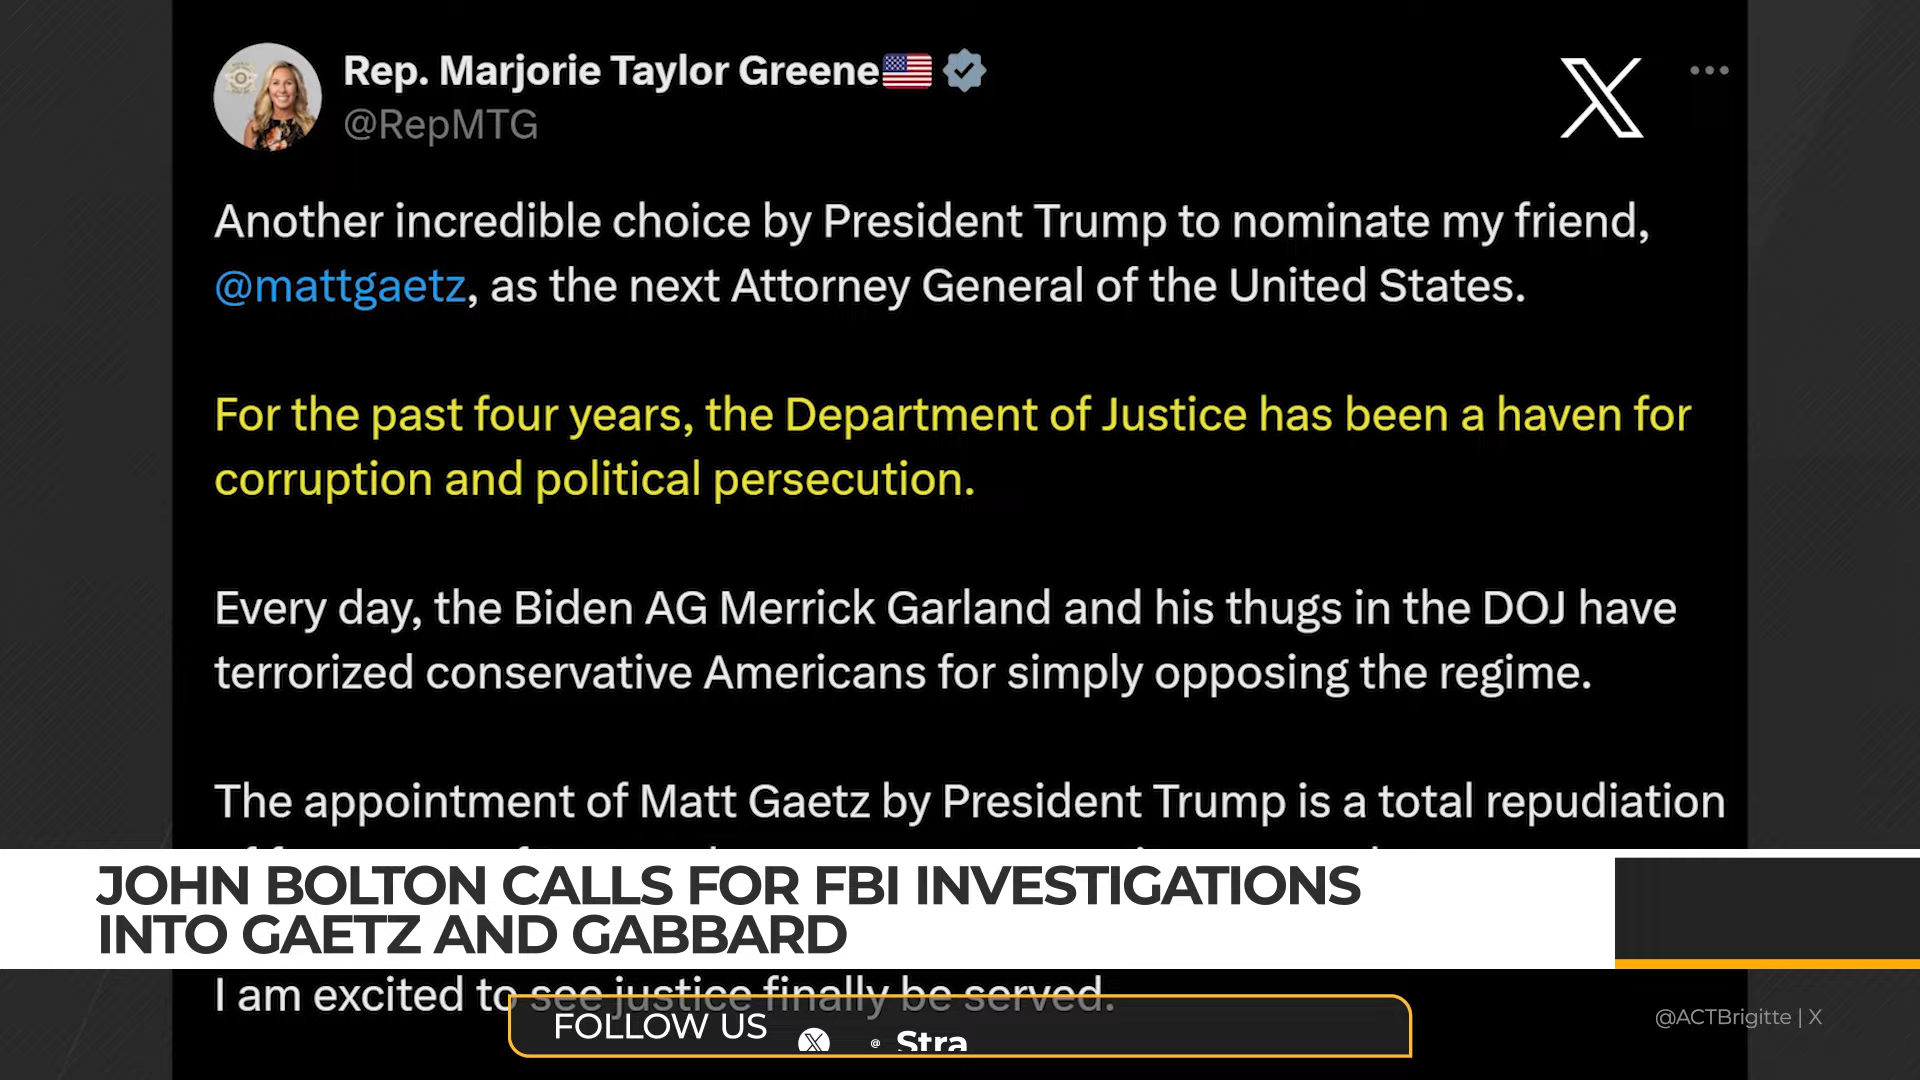 Rep. Marjorie Taylor Greene
@RepMTG
Another incredible choice by President Trump to nominate my friend,
@mattgaetz, as the next Attorney General of the United States.
For the past four years, the Department of Justice has been a haven for
corruption and political persecution.
Every day, the Biden AG Merrick Garland and his thugs in the DOJ have
terrorized conservative Americans for simply opposing the regime.
The appointment of Matt Gaetz by President Trump is a total repudiation
JOHN BOLTON CALLS FOR FBI INVESTIGATIONS
INTO GAETZ AND GABBARD
I am excited to see justice finally be served.
FOLLOW US
@ Stra
@ACTBrigitte | X